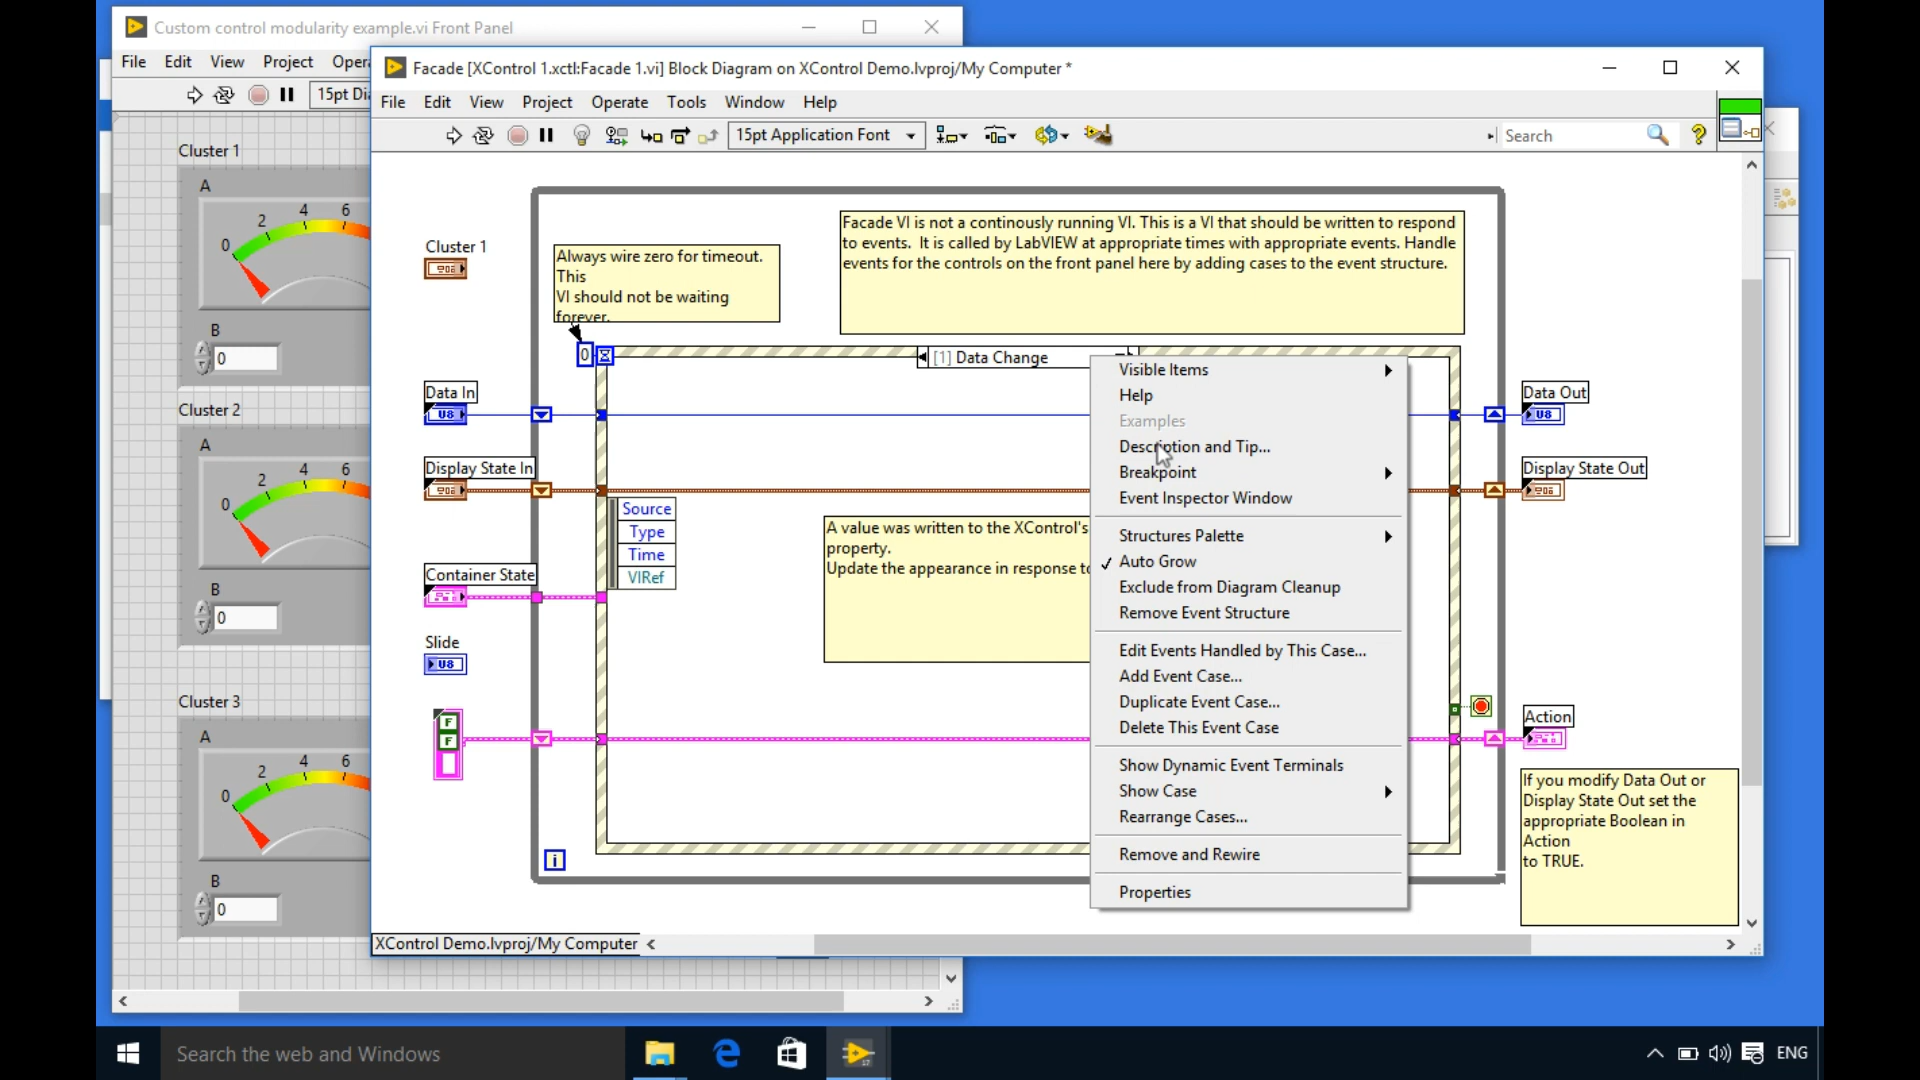 Custom control modularity example.vi Front Panel
File Edit View Project Opera
15pt Di
Cluster 1
A
0 2 4 6
B
0
Cluster 2
A
0 2 4 6
B
0
Cluster 3
A
0 2 4 6
B
0
Facade [XControl 1.xctl:Facade 1.vi] Block Diagram on XControl Demo.lvproj/My Computer *
File Edit View Project Operate Tools Window Help
15pt Application Font
Search
?
Cluster 1
Always wire zero for timeout.
This
VI should not be waiting
forever.
Facade VI is not a continously running VI. This is a VI that should be written to respond
to events. It is called by LabVIEW at appropriate times with appropriate events. Handle
events for the controls on the front panel here by adding cases to the event structure.
0
[1] Data Change
Data In
U8
Display State In
Source
Type
Time
VIRef
Container State
Slide
U8
F
F
i
A value was written to the XControl's
property.
Update the appearance in response to
Visible Items
Help
Examples
Description and Tip...
Breakpoint
Event Inspector Window
Structures Palette
✓ Auto Grow
Exclude from Diagram Cleanup
Remove Event Structure
Edit Events Handled by This Case...
Add Event Case...
Duplicate Event Case...
Delete This Event Case
Show Dynamic Event Terminals
Show Case
Rearrange Cases...
Remove and Rewire
Properties
Data Out
U8
Display State Out
Action
If you modify Data Out or
Display State Out set the
appropriate Boolean in
Action
to TRUE.
XControl Demo.lvproj/My Computer
Search the web and Windows
ENG